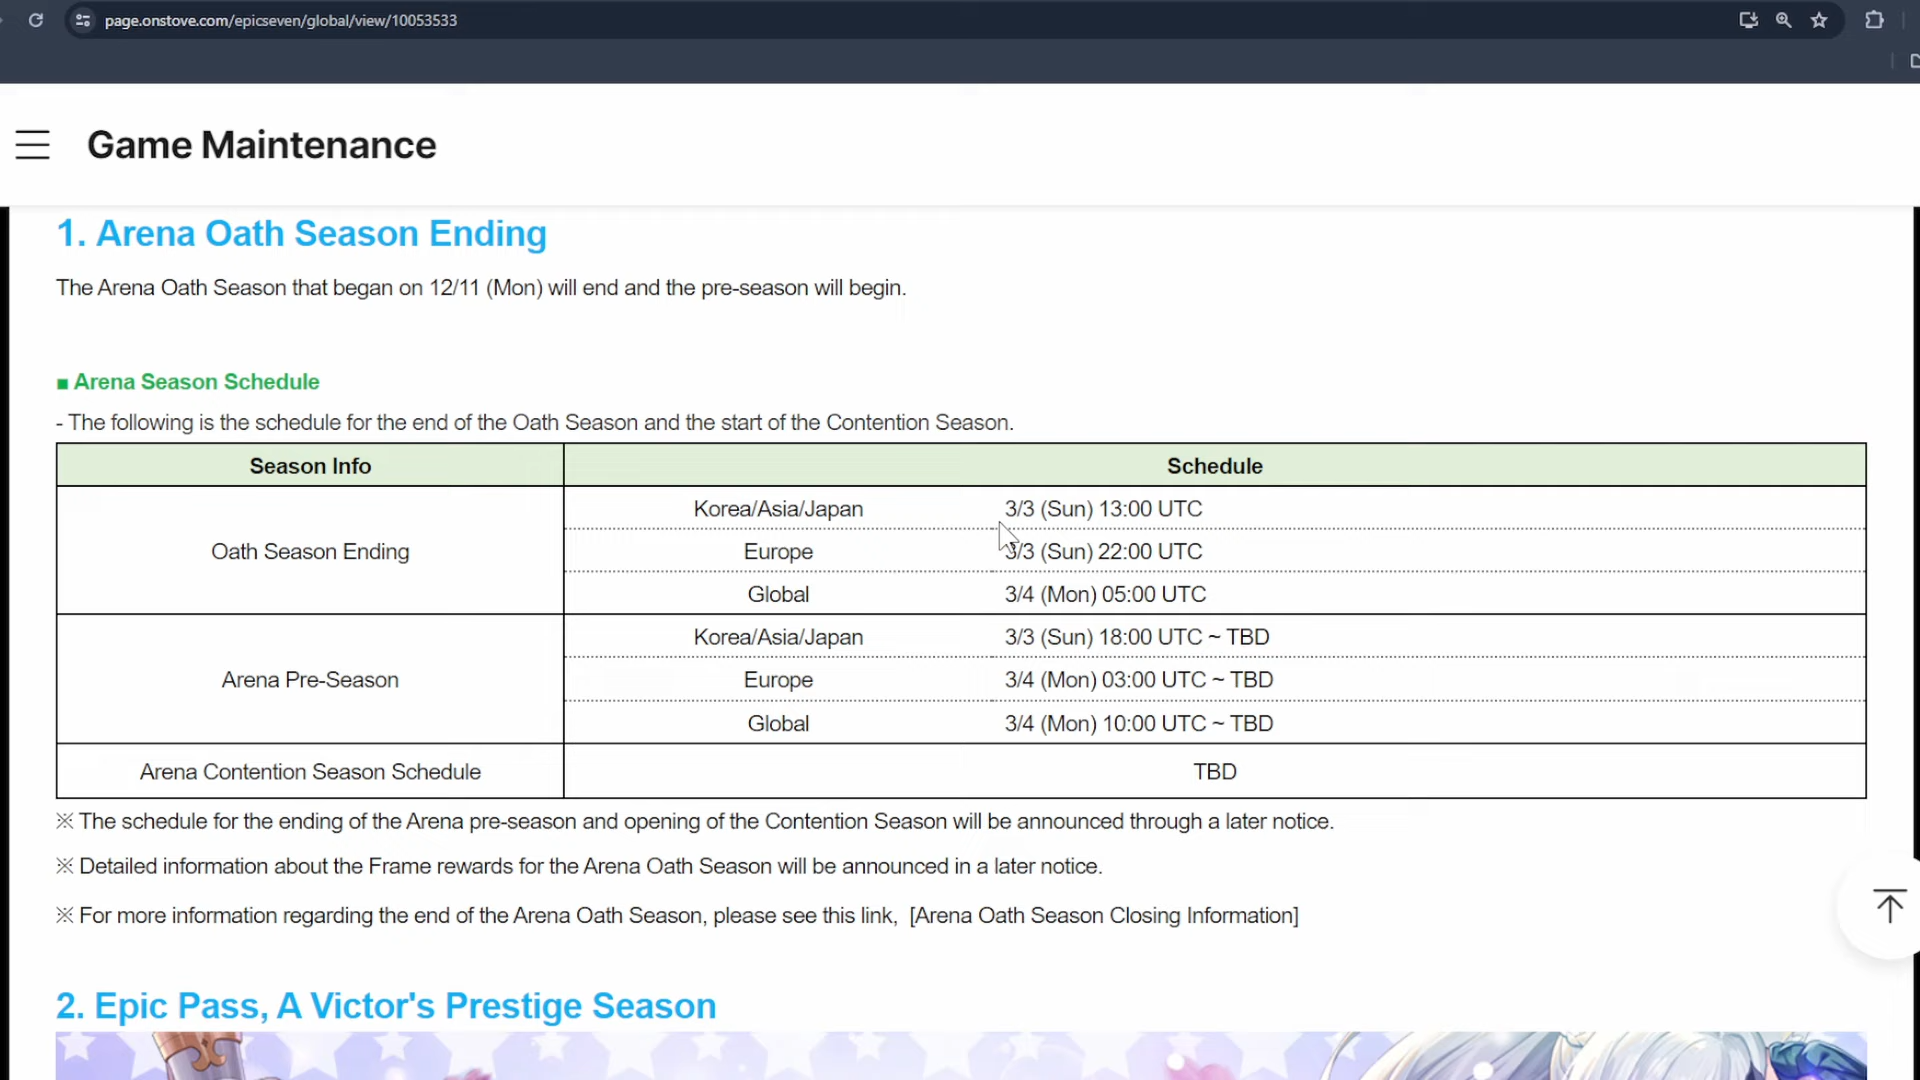 page.onstove.com/epicseven/global/view/10053533
Game Maintenance
1. Arena Oath Season Ending
The Arena Oath Season that began on 12/11 (Mon) will end and the pre-season will begin.
■ Arena Season Schedule
- The following is the schedule for the end of the Oath Season and the start of the Contention Season.
Season Info Schedule
Oath Season Ending
Korea/Asia/Japan 3/3 (Sun) 13:00 UTC
Europe 3/3 (Sun) 22:00 UTC
Global 3/4 (Mon) 05:00 UTC
Arena Pre-Season
Korea/Asia/Japan 3/3 (Sun) 18:00 UTC ~ TBD
Europe 3/4 (Mon) 03:00 UTC ~ TBD
Global 3/4 (Mon) 10:00 UTC ~ TBD
Arena Contention Season Schedule TBD
※ The schedule for the ending of the Arena pre-season and opening of the Contention Season will be announced through a later notice.
※ Detailed information about the Frame rewards for the Arena Oath Season will be announced in a later notice.
※ For more information regarding the end of the Arena Oath Season, please see this link, [Arena Oath Season Closing Information]
2. Epic Pass, A Victor's Prestige Season